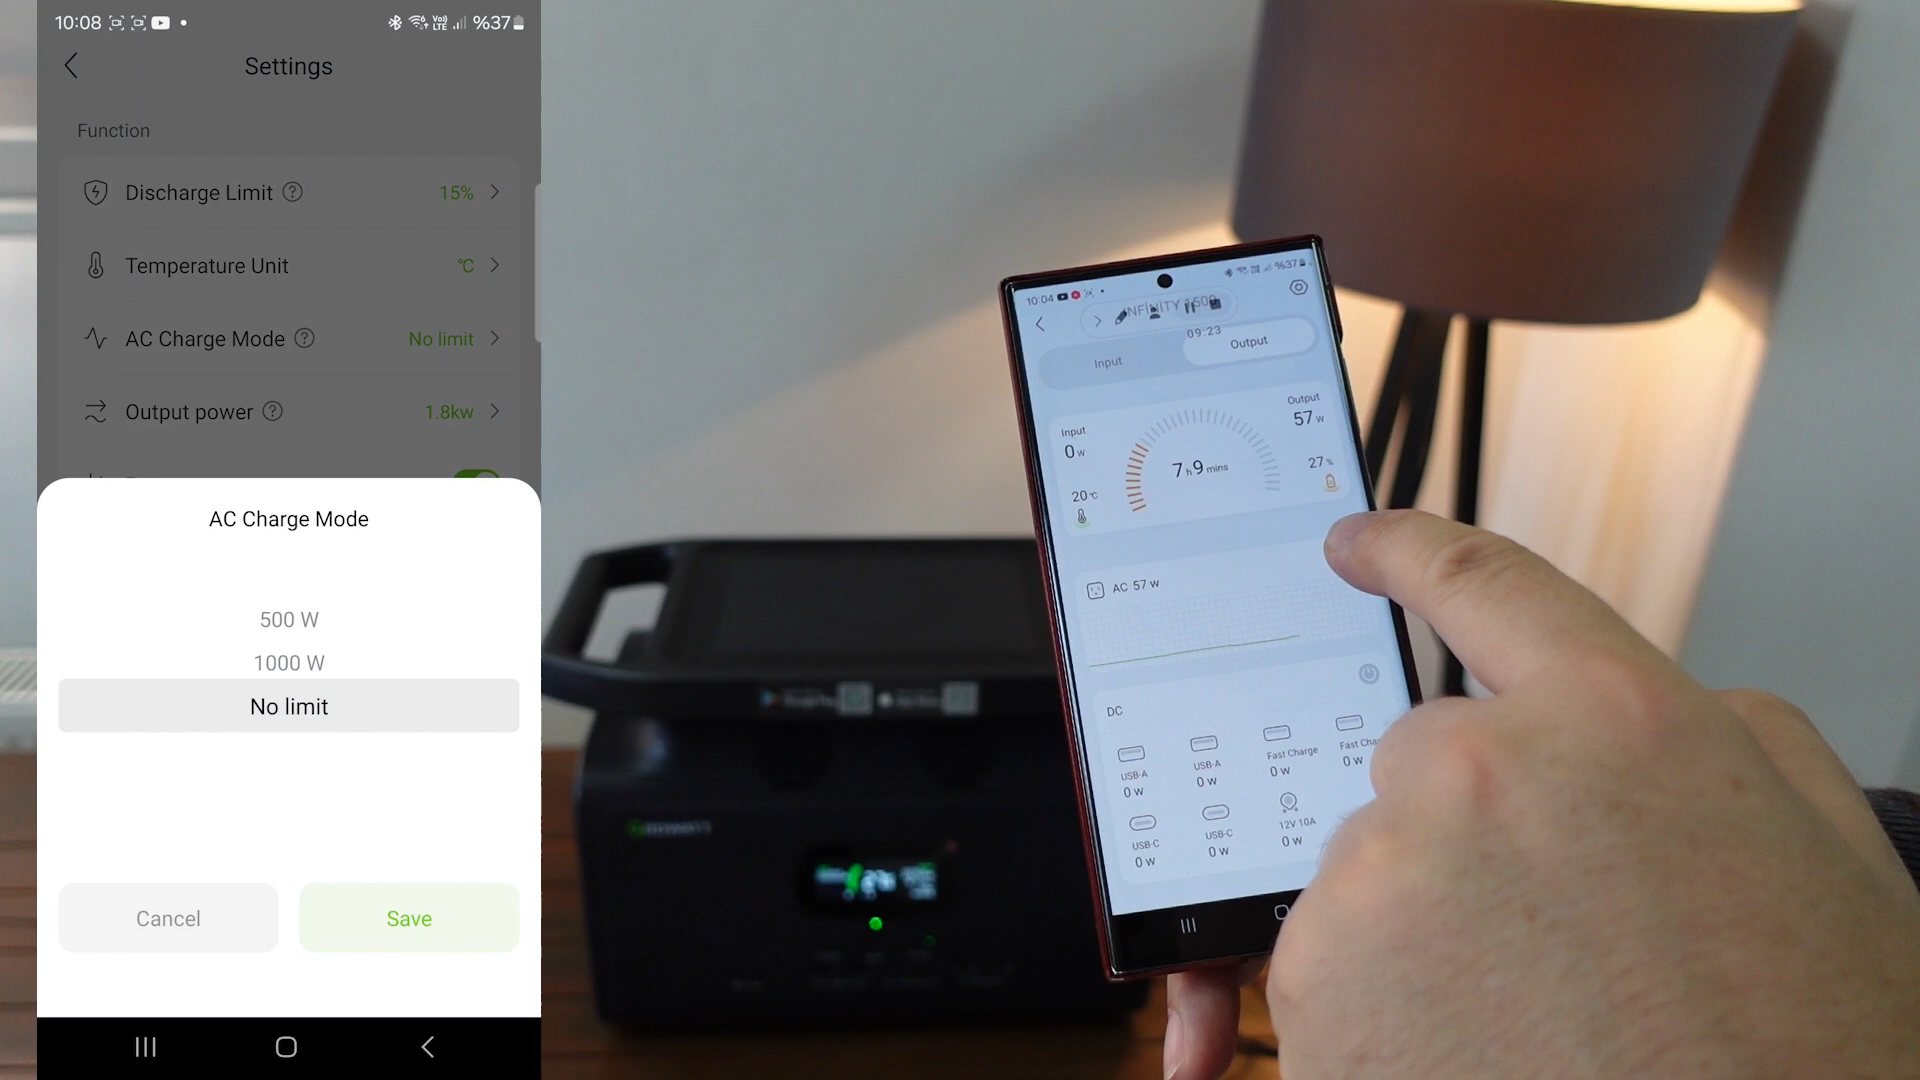 10:08
Vo))
LTE
%37
Settings
Function
Discharge Limit ?
15%
Temperature Unit
°C
AC Charge Mode ?
No limit
Output power ?
1.8kw
AC Charge Mode
500 W
1000 W
No limit
Cancel
Save
10:04
%37
INFINITY 1500
09:23
Input
Output
Input
0 w
Output
57 w
7 h 9 mins
20 °C
27 %
AC 57 W
DC
USB-A
0 w
USB-A
0 w
Fast Charge
0 w
Fast Cha
0 w
USB-C
0 w
USB-C
0 w
12V 10A
0 w
GROWATT